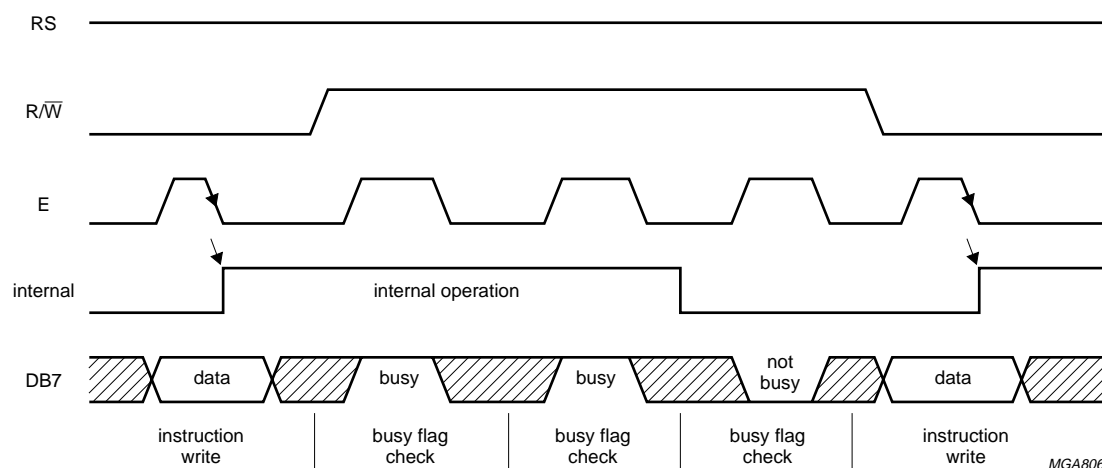 RS
R/W̅
E
internal
internal operation
DB7
data
busy
busy
not
busy
data
instruction
write
busy flag
check
busy flag
check
busy flag
check
instruction
write
MGA806